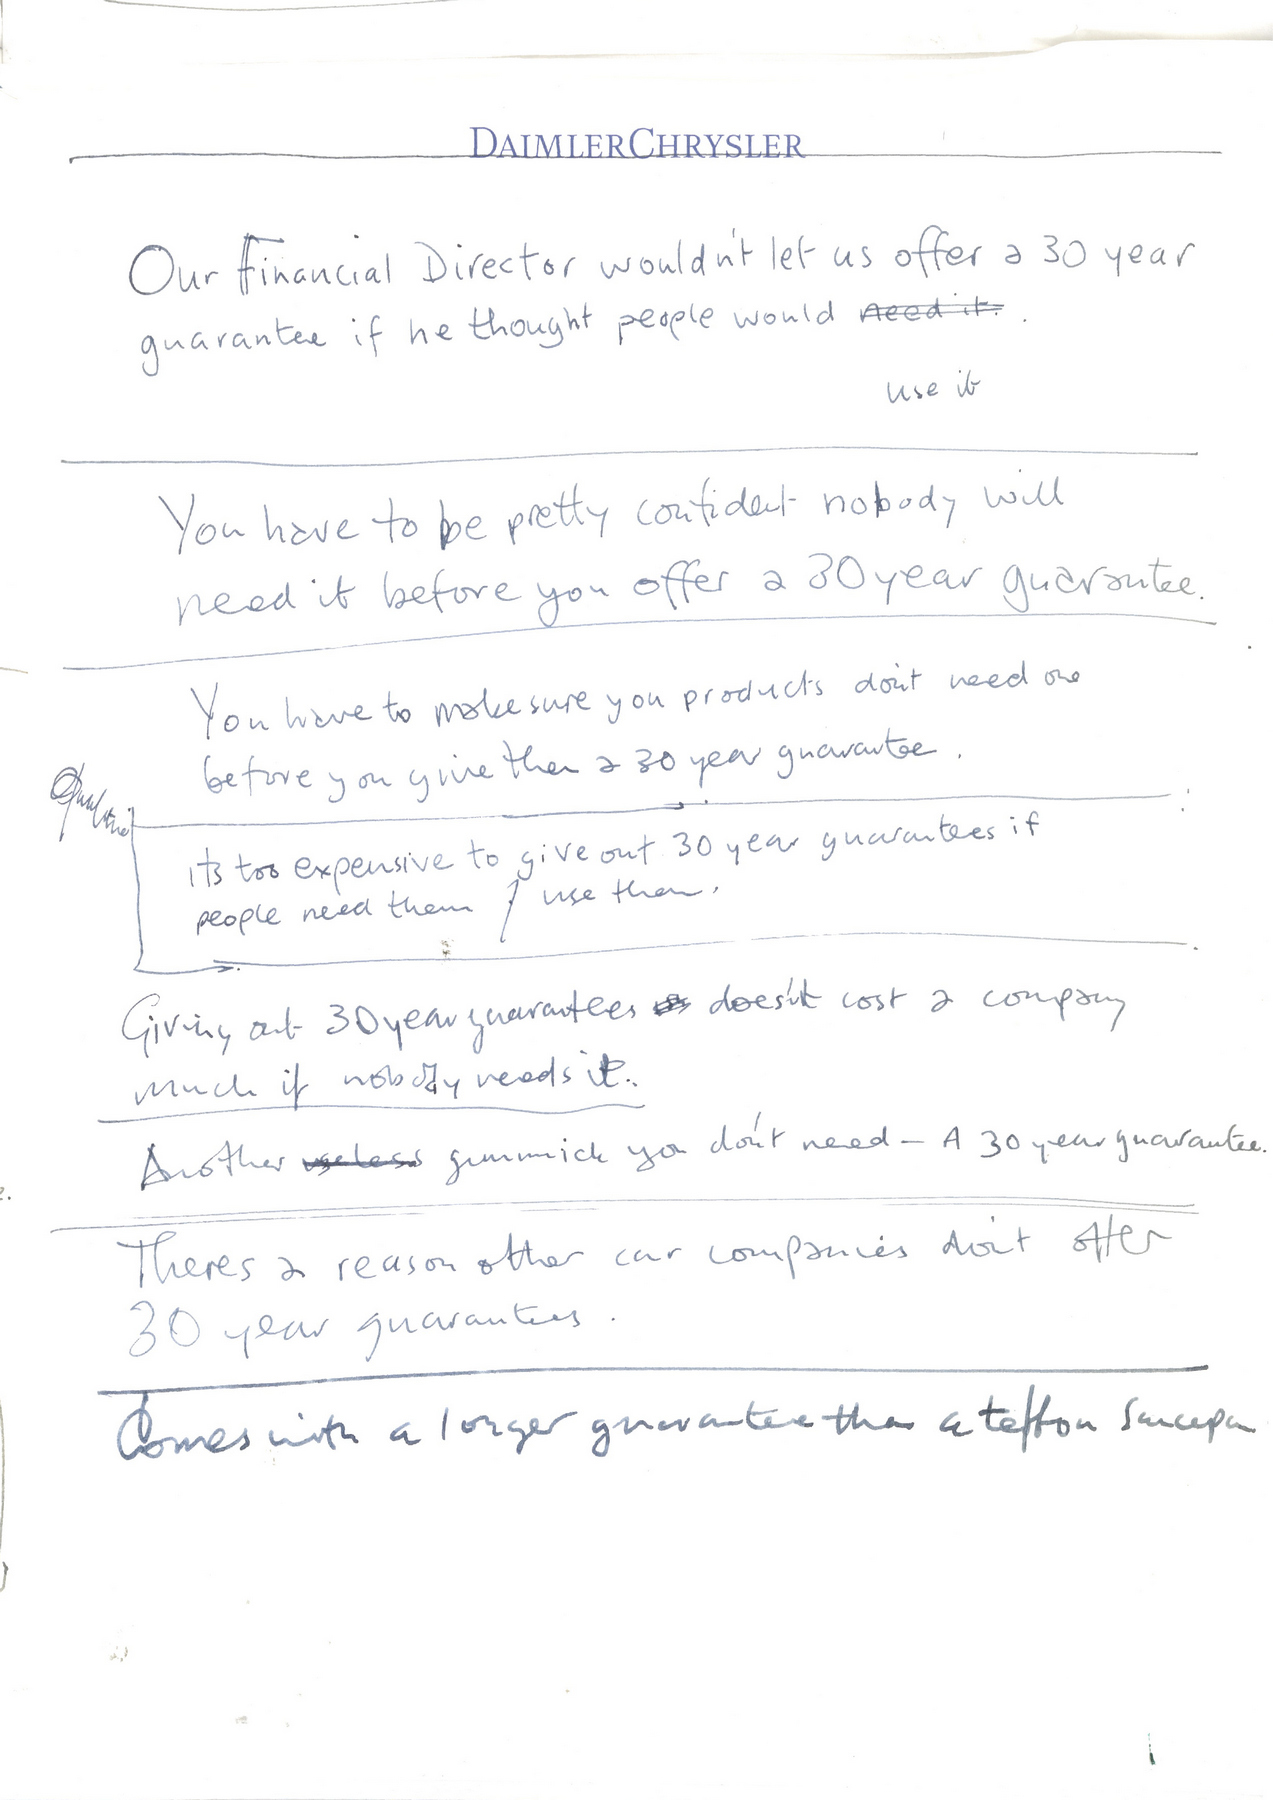 DAIMLERCHRYSLER
Our Financial Director wouldn't let us offer a 30 year
guarantee if he thought people would need it. .
use it
You have to be pretty confident nobody will
need it before you offer a 30 year guarantee.
You have to make sure you products don't need one
before you give them a 30 year guarantee.
its too expensive to give out 30 year guarantees if
people need them / use them.
Giving out 30 year guarantees doesn't cost a company
much if nobody needs it.
Another useless gimmick you don't need – A 30 year guarantee.
Theres a reason other car companies don't offer
30 year guarantees.
Comes with a longer guarantee than a teflon